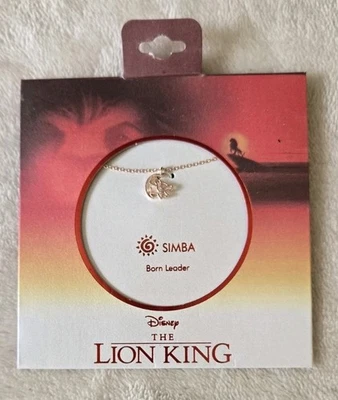 SIMBA
Born Leader
Disney
THE
LION KING